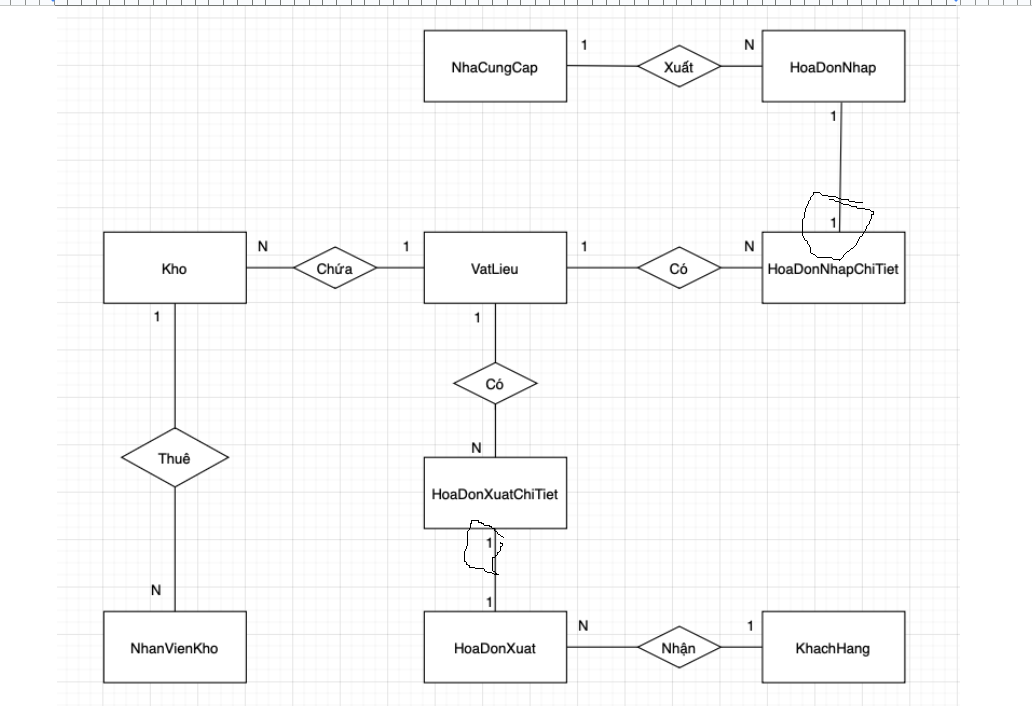 1 N
NhaCungCap Xuất HoaDonNhap
1
1
N 1 1 N
Kho Chứa VatLieu Có HoaDonNhapChiTiet
1 1
Có
N
Thuê
HoaDonXuatChiTiet
1
N 1
N 1
NhanVienKho HoaDonXuat Nhận KhachHang